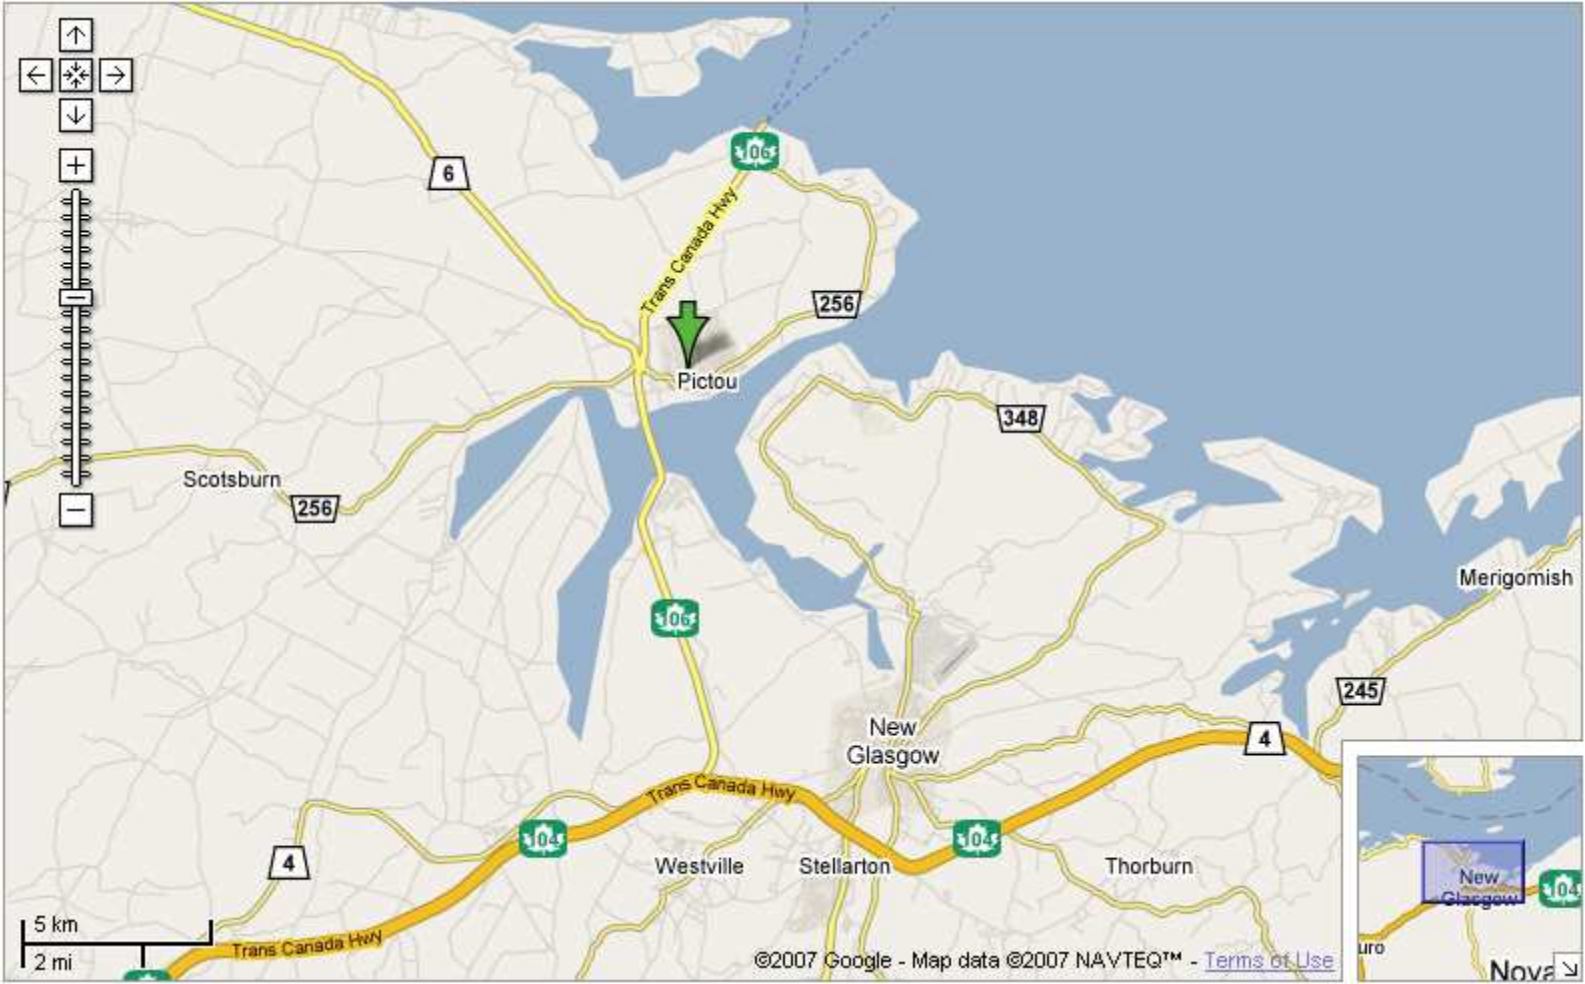 106
6
Trans Canada Hwy
256
Pictou
348
Scotsburn
256
Merigomish
106
245
New
Glasgow
4
Trans Canada Hwy
104
104
4
Westville
Stellarton
Thorburn
New
Glasgow
104
5 km
2 mi
Trans Canada Hwy
©2007 Google - Map data ©2007 NAVTEQ™ - Terms of Use
uro
Nova